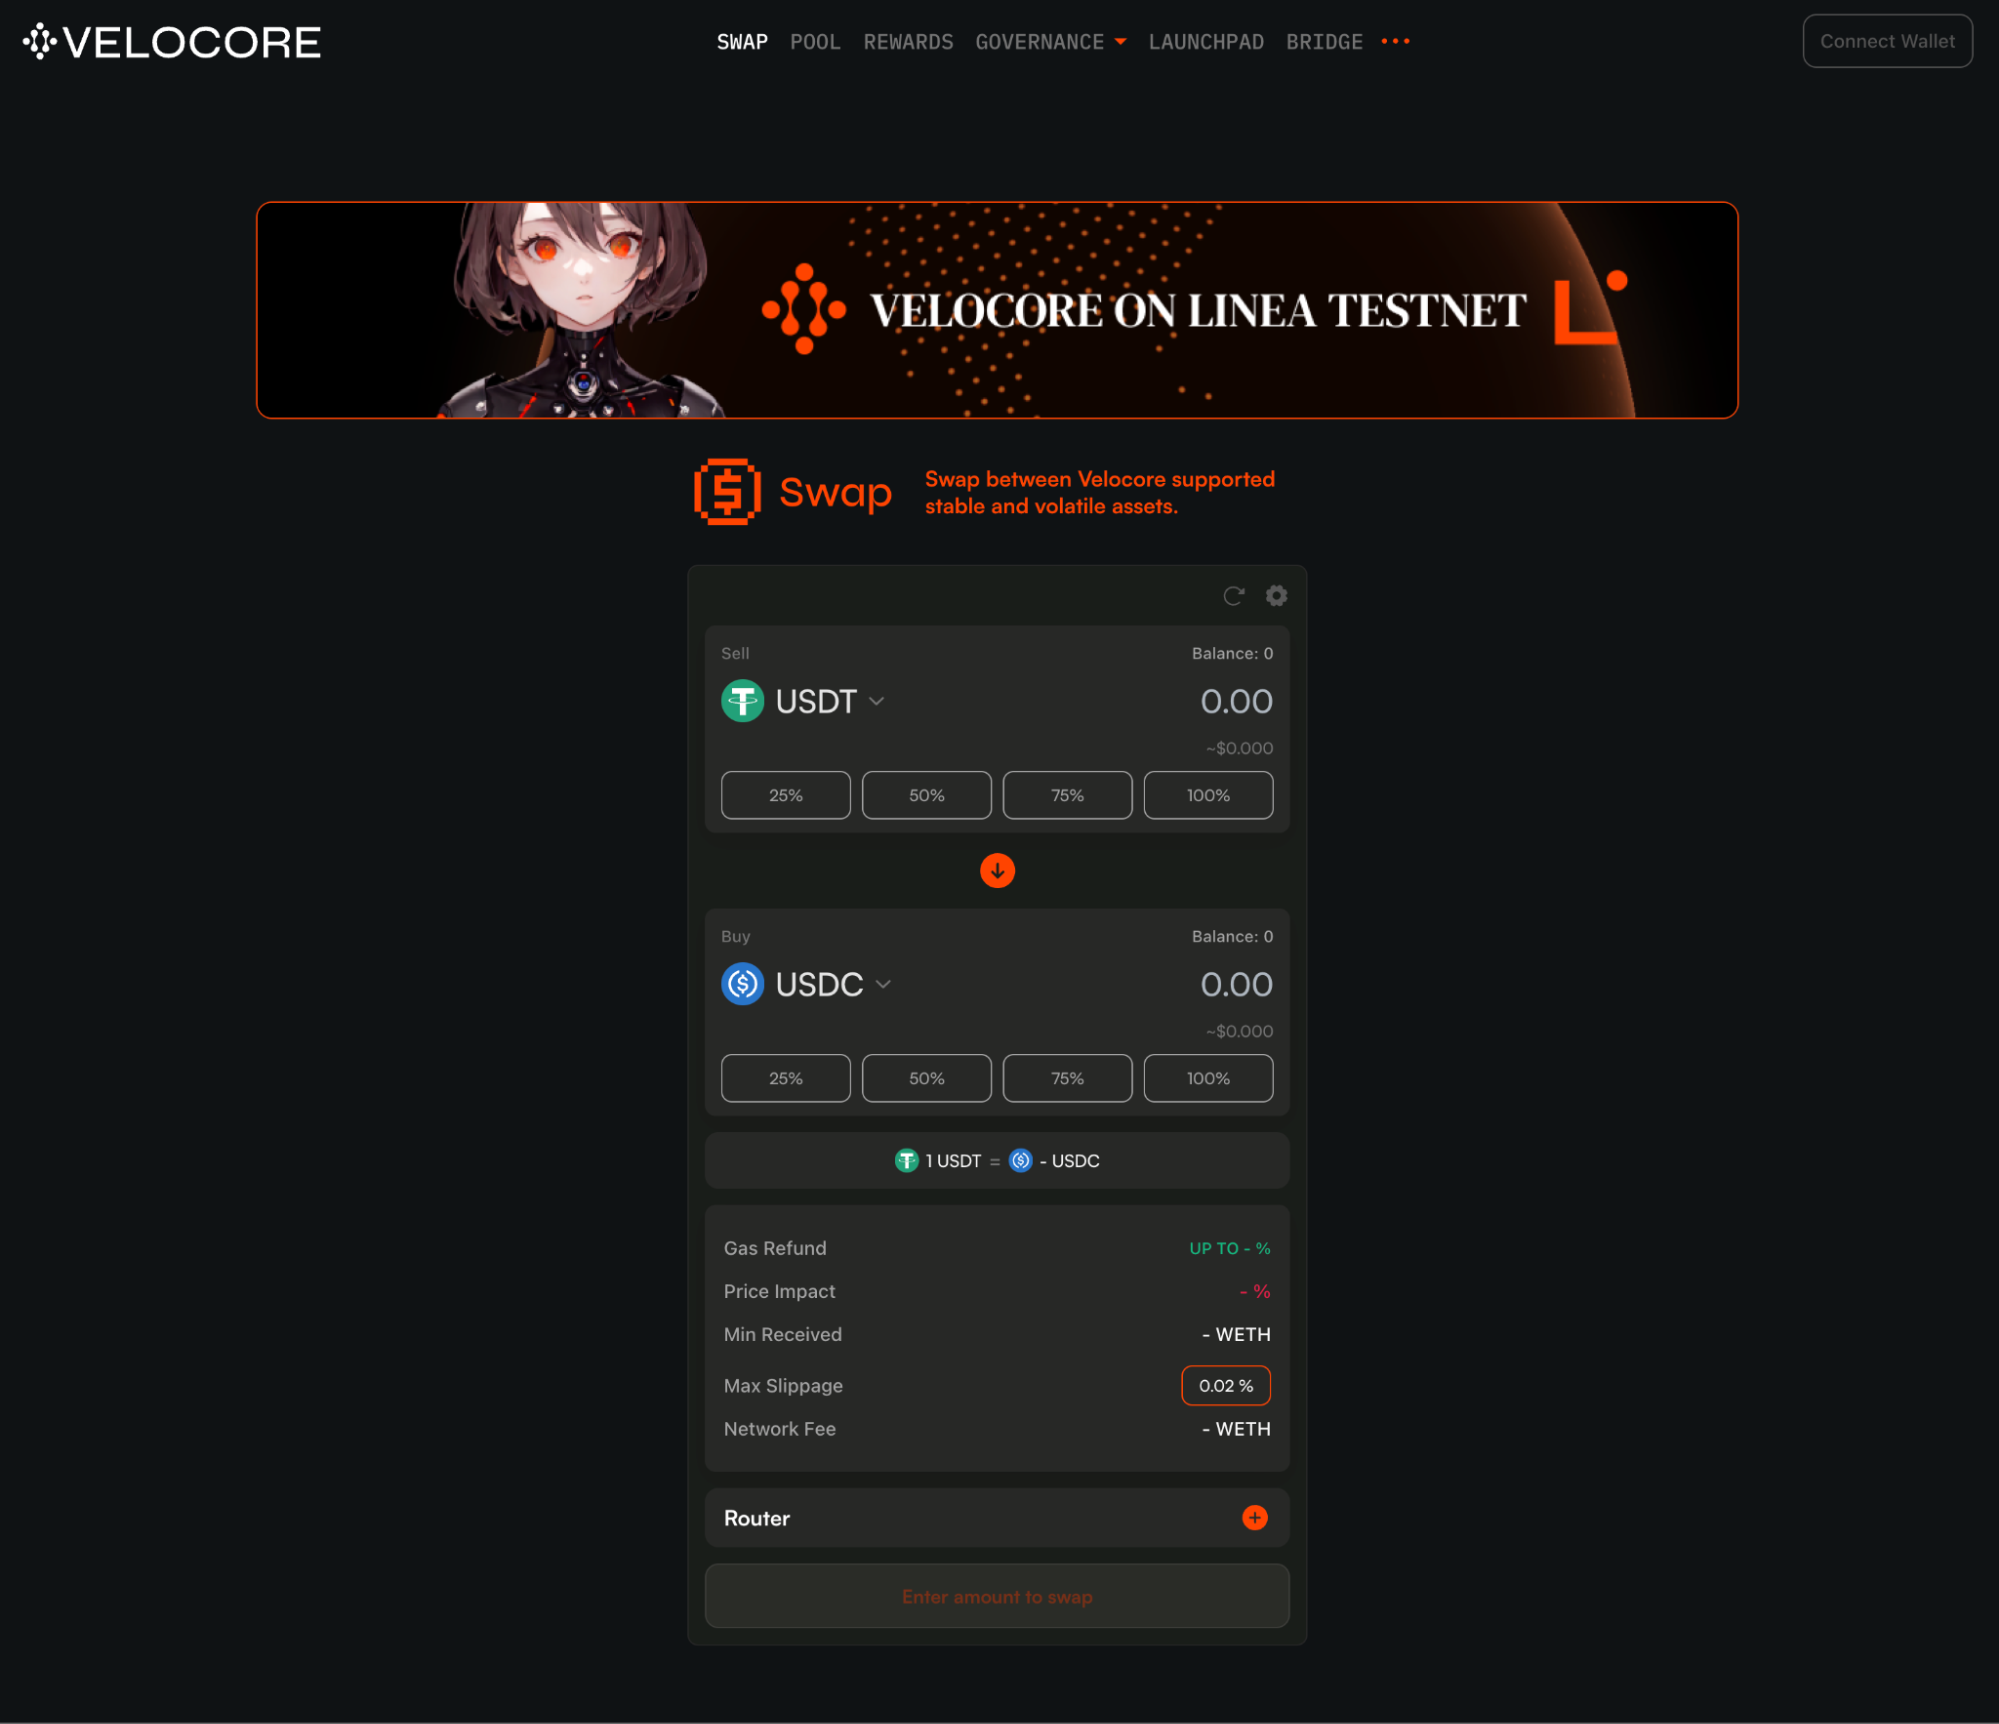 VELOCORE
SWAP POOL REWARDS GOVERNANCE LAUNCHPAD BRIDGE
Connect Wallet
VELOCORE ON LINEA TESTNET
Swap
Swap between Velocore supported
stable and volatile assets.
Sell Balance: 0
USDT 0.00
~$0.000
25% 50% 75% 100%
Buy Balance: 0
USDC 0.00
~$0.000
25% 50% 75% 100%
1 USDT = - USDC
Gas Refund UP TO - %
Price Impact - %
Min Received - WETH
Max Slippage 0.02 %
Network Fee - WETH
Router
Enter amount to swap